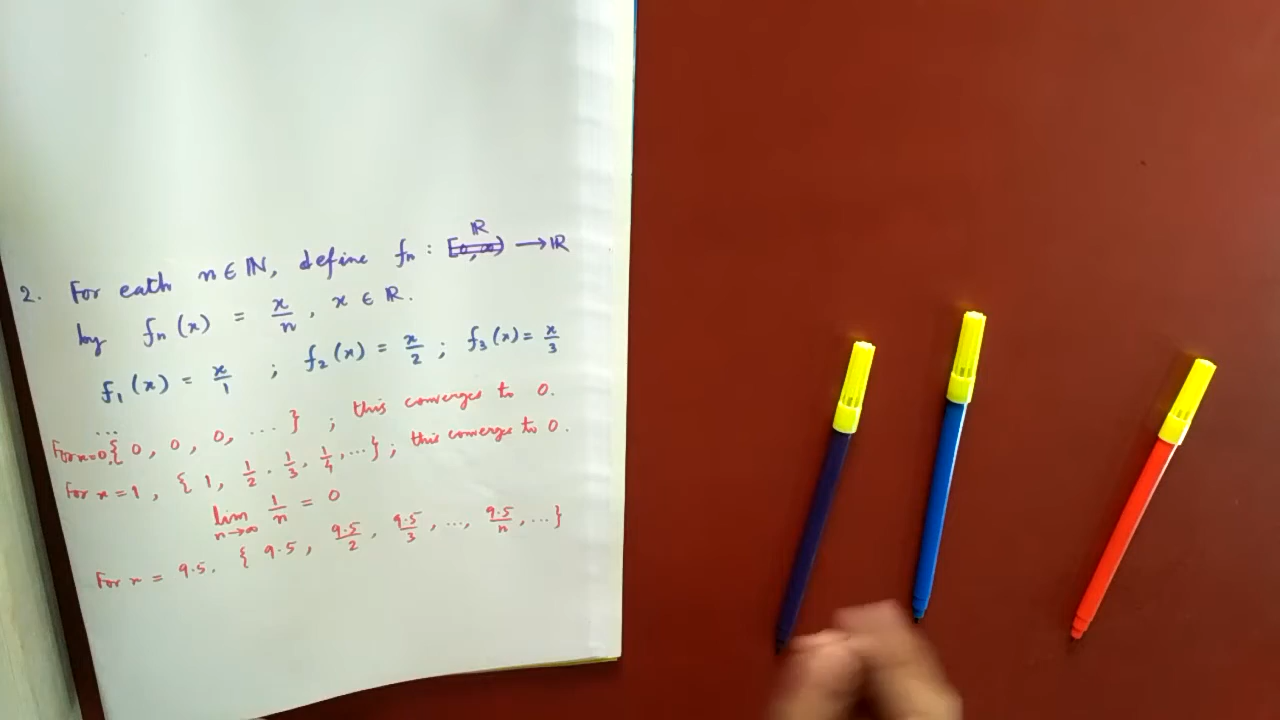 2. For each n ∈ ℕ, define fₙ : ℝ → ℝ
by fₙ(x) = x/n, x ∈ ℝ.
f₁(x) = x/1 ; f₂(x) = x/2 ; f₃(x) = x/3
...
For x=0, { 0, 0, 0, ... } ; this converges to 0.
For x = 1, { 1, 1/2, 1/3, 1/4, ... } ; this converges to 0.
lim n→∞ 1/n = 0
For x = 9.5, { 9.5, 9.5/2, 9.5/3, ..., 9.5/n, ... }